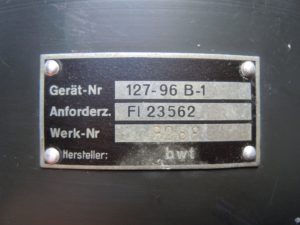 Gerät-Nr 127-96 B-1
Anforderz. Fl 23562
Werk-Nr
Hersteller: bwt